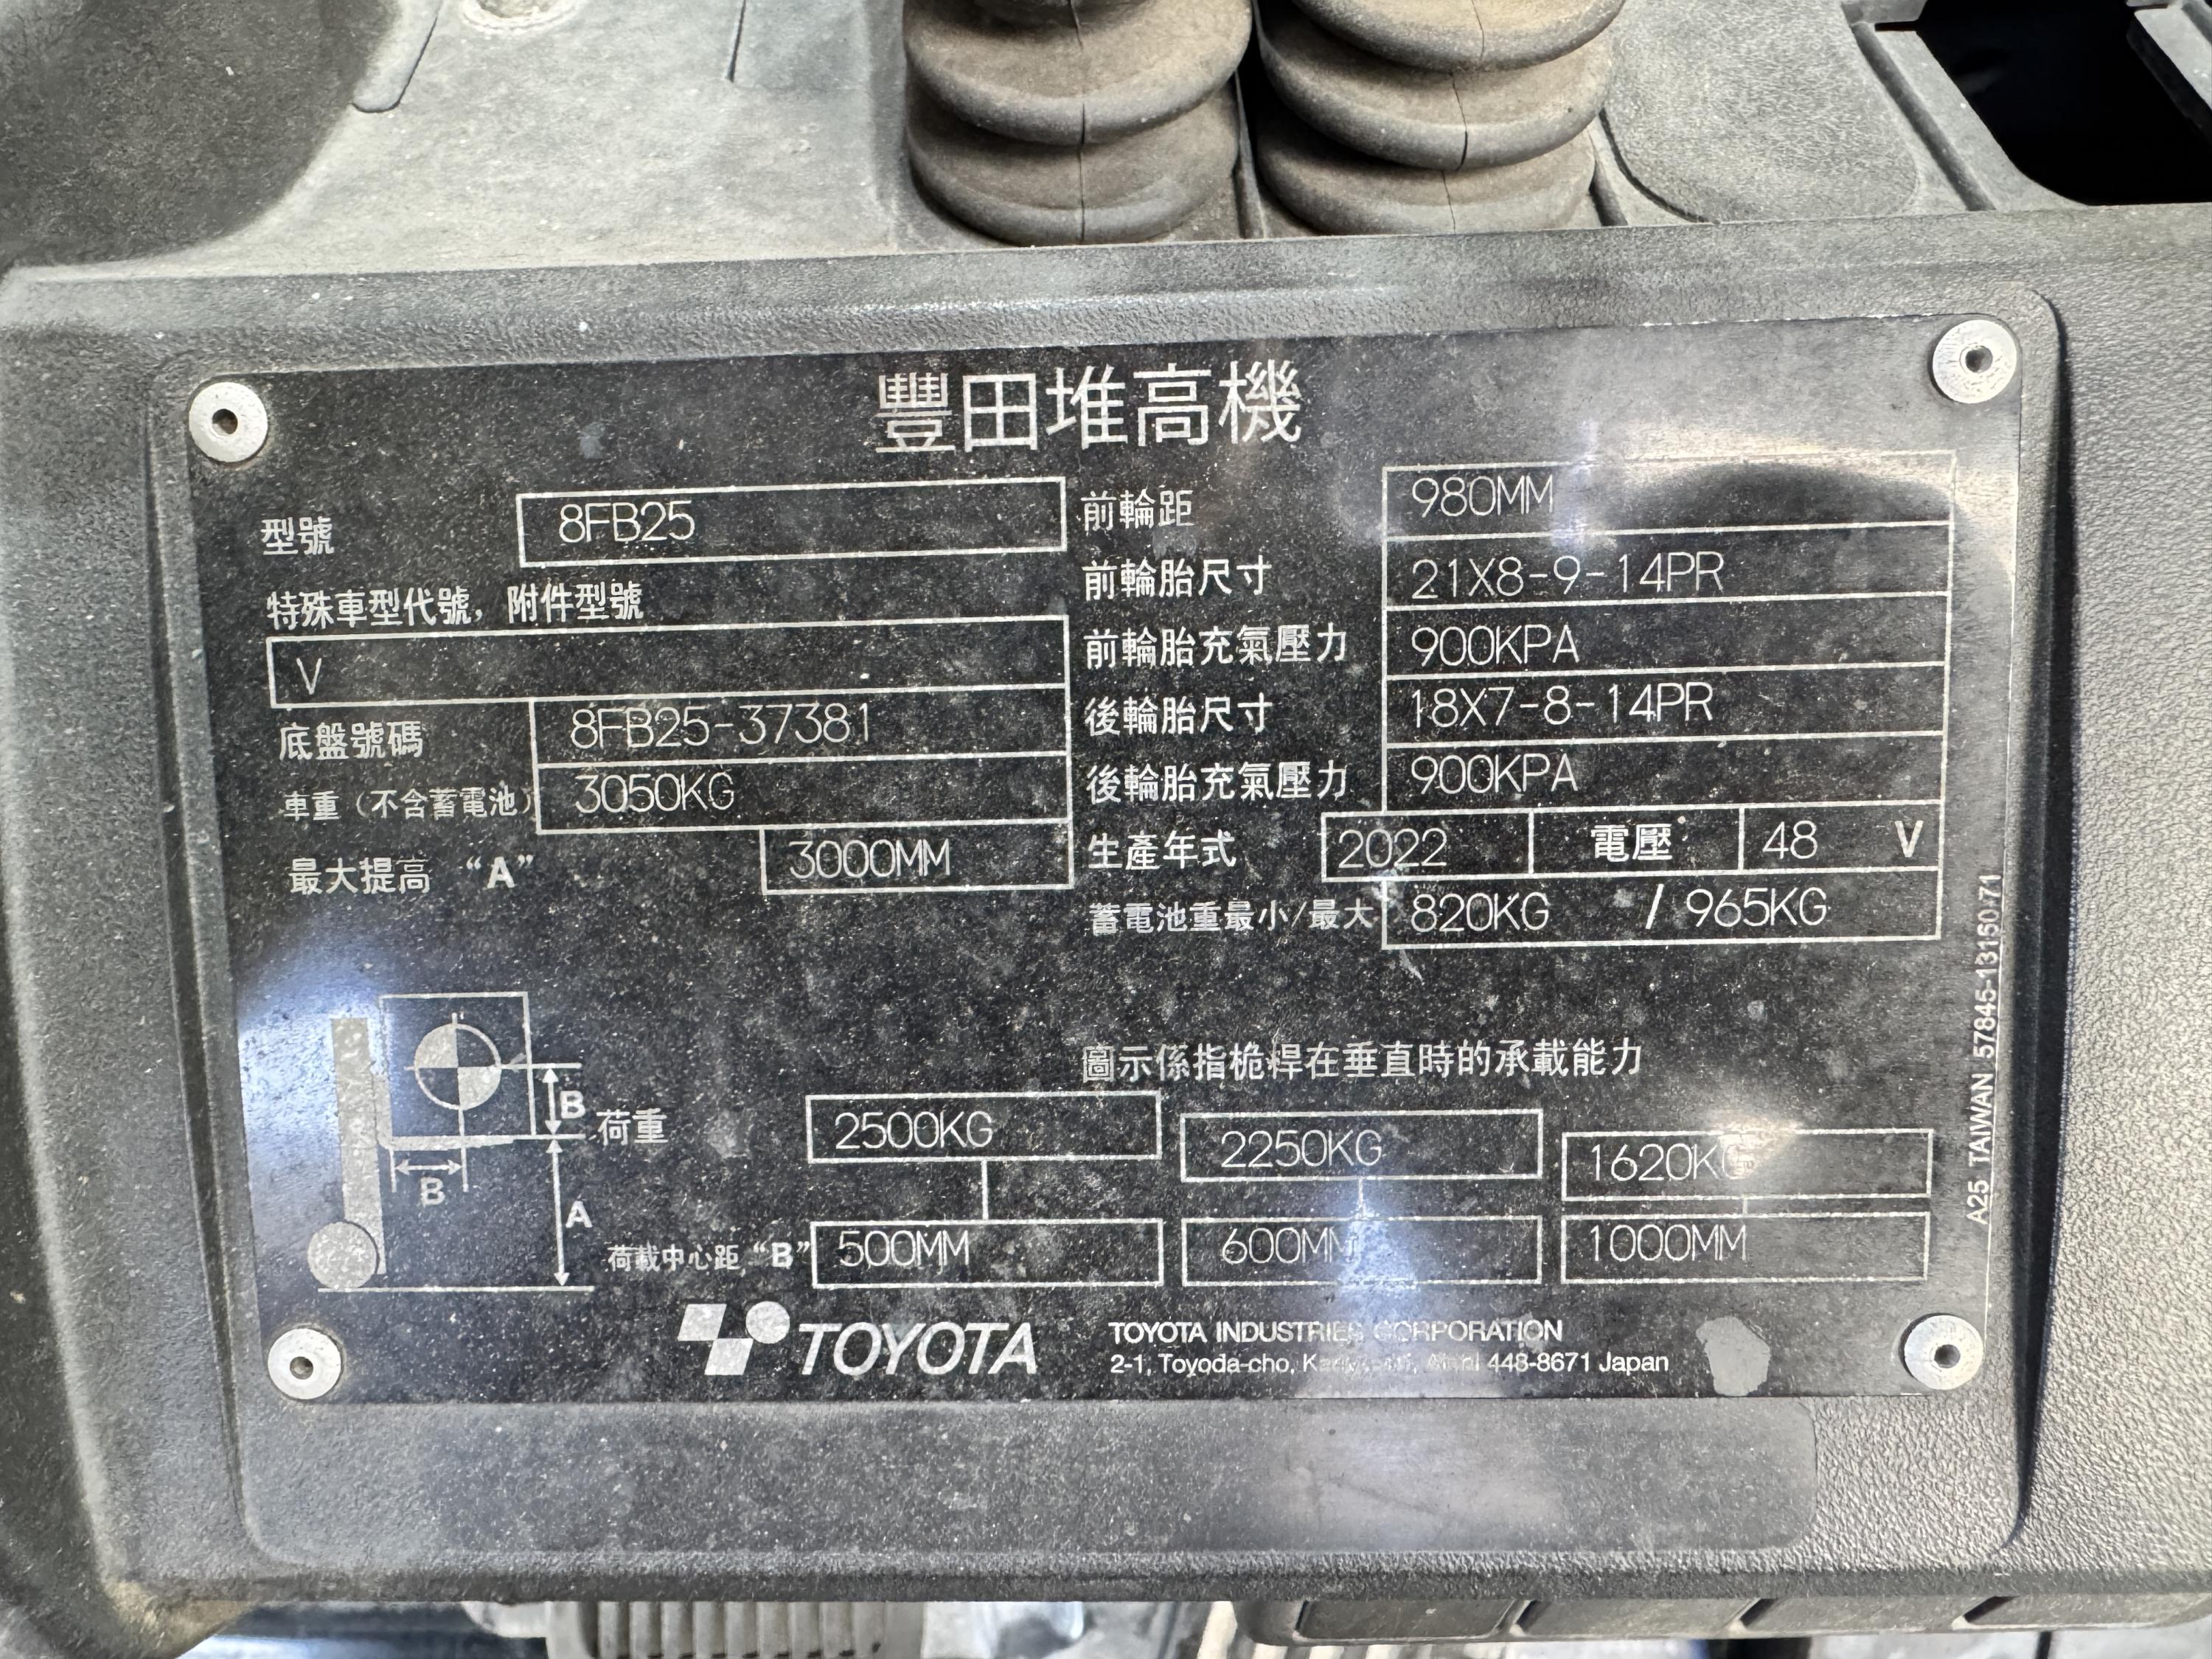 豐田堆高機
型號 8FB25
特殊車型代號，附件型號
V
底盤號碼 8FB25-37381
車重（不含蓄電池） 3050KG
最大提高 “A” 3000MM
前輪距 980MM
前輪胎尺寸 21X8-9-14PR
前輪胎充氣壓力 900KPA
後輪胎尺寸 18X7-8-14PR
後輪胎充氣壓力 900KPA
生產年式 2022 電壓 48 V
蓄電池重最小/最大 820KG / 965KG
圖示係指桅桿在垂直時的承載能力
B
B
A
荷重 2500KG 2250KG 1620KG
荷載中心距 “B” 500MM 600MM 1000MM
TOYOTA
TOYOTA INDUSTRIES CORPORATION
2-1, Toyoda-cho, 448-8671 Japan
A25 TAIWAN 57845-13150-71